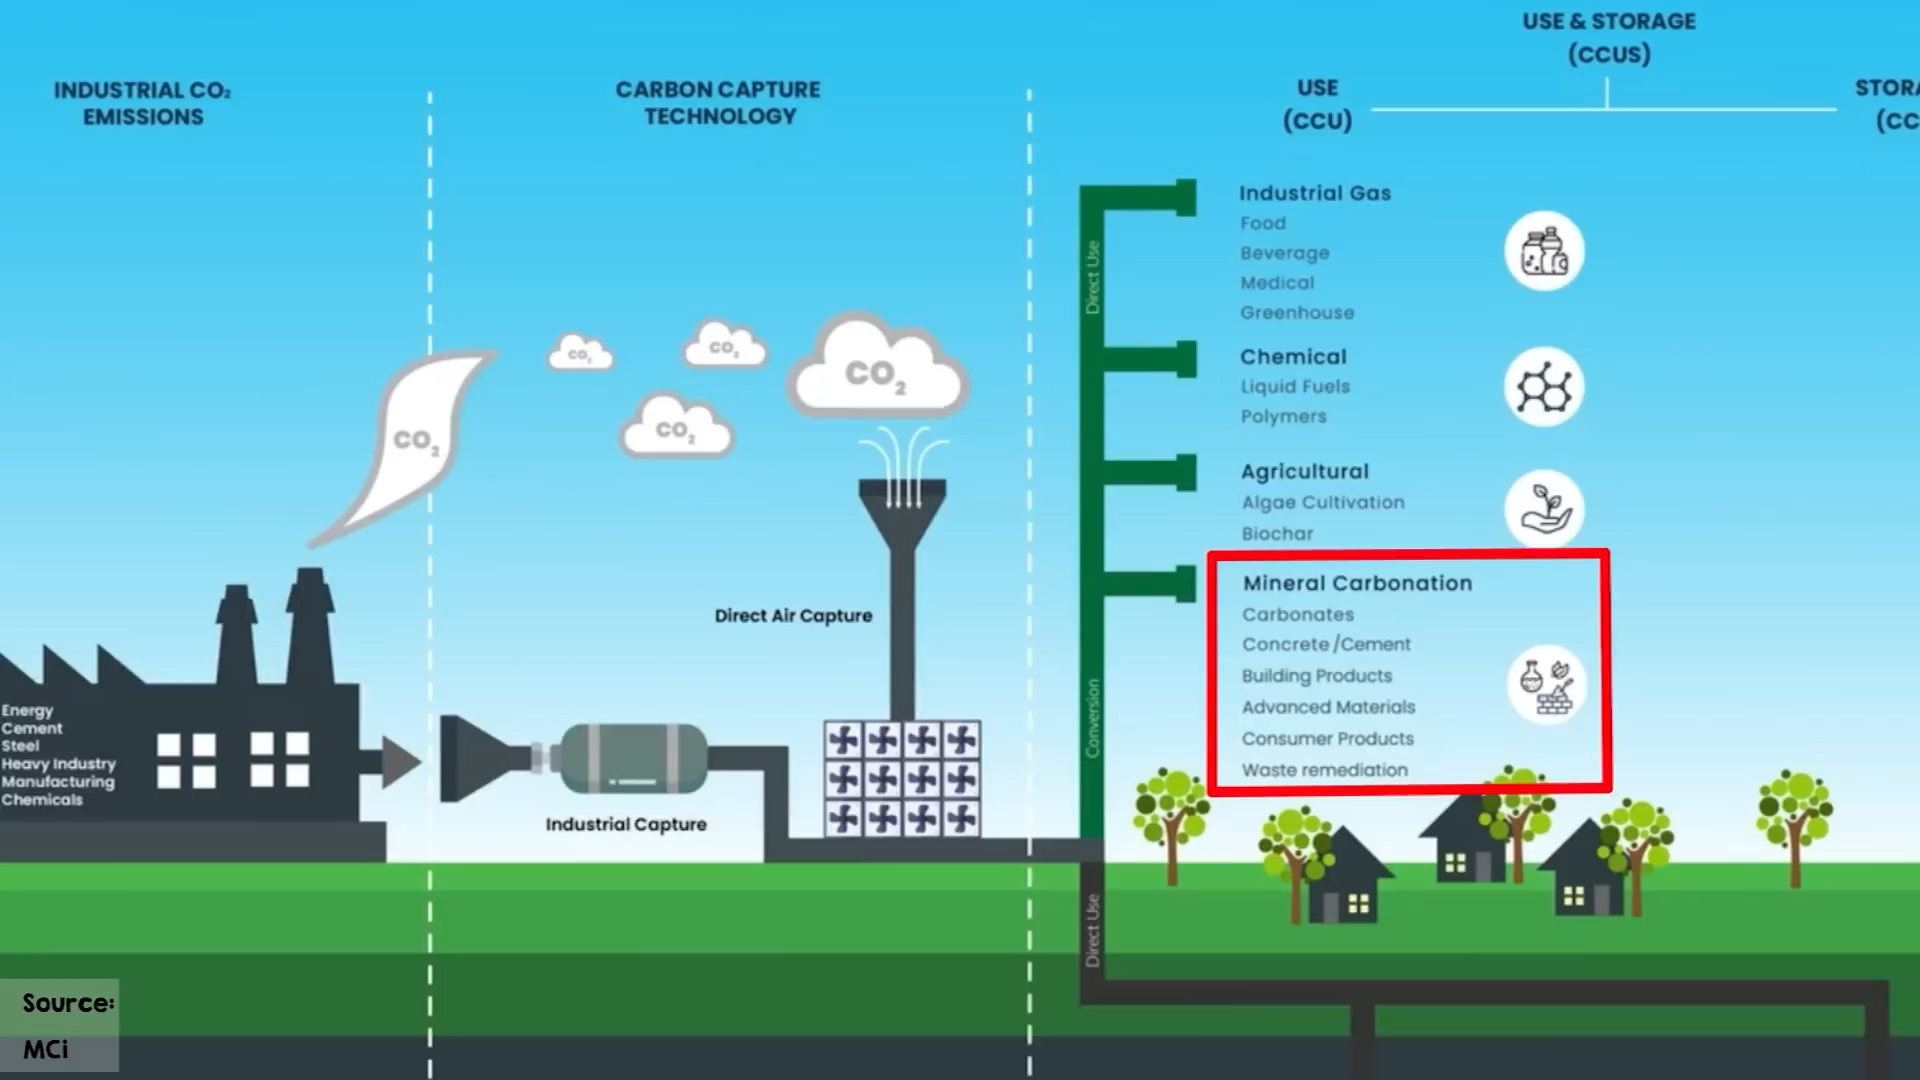 INDUSTRIAL CO₂
EMISSIONS
CARBON CAPTURE
TECHNOLOGY
USE & STORAGE
(CCUS)
USE
(CCU)
STORA
(CC
Direct Use
Conversion
Direct Use
Industrial Gas
Food
Beverage
Medical
Greenhouse
Chemical
Liquid Fuels
Polymers
Agricultural
Algae Cultivation
Biochar
Mineral Carbonation
Carbonates
Concrete/Cement
Building Products
Advanced Materials
Consumer Products
Waste remediation
CO₂
CO₂
CO₂
CO₂
CO₂
Direct Air Capture
Industrial Capture
Energy
Cement
Steel
Heavy Industry
Manufacturing
Chemicals
Source:
MCi